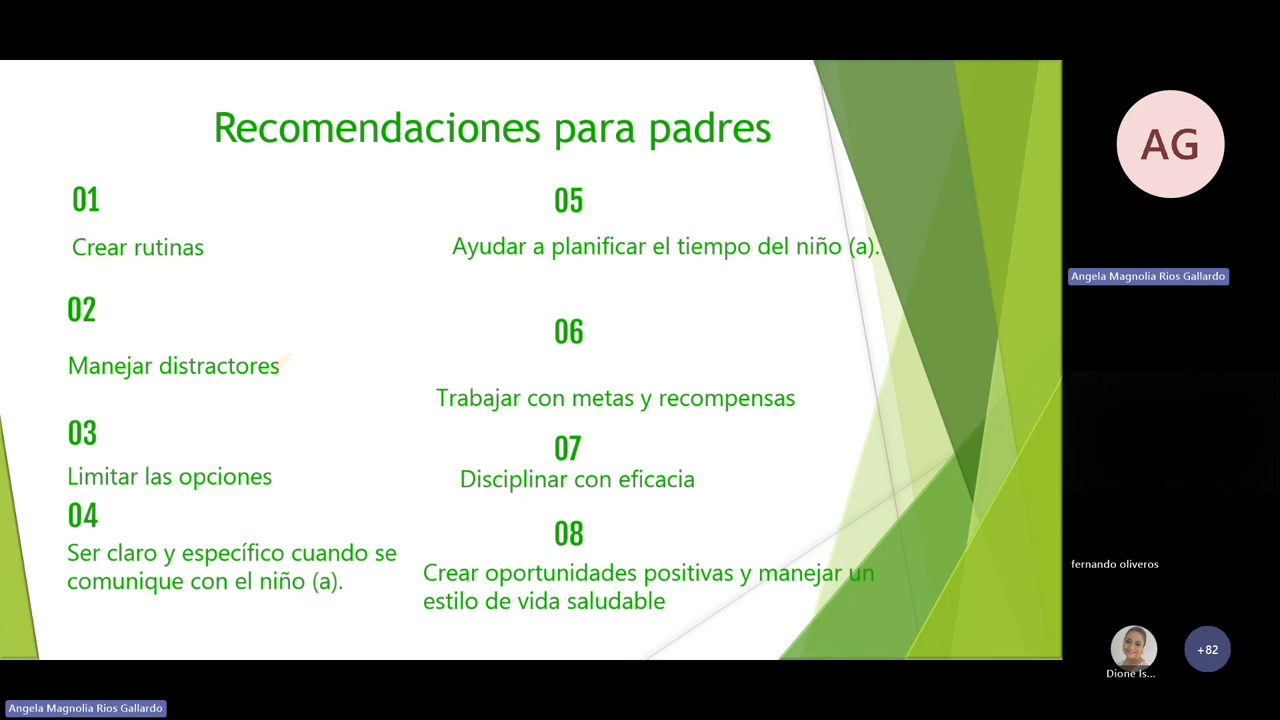 Recomendaciones para padres
01
Crear rutinas
02
Manejar distractores
03
Limitar las opciones
04
Ser claro y específico cuando se
comunique con el niño (a).
05
Ayudar a planificar el tiempo del niño (a).
06
Trabajar con metas y recompensas
07
Disciplinar con eficacia
08
Crear oportunidades positivas y manejar un
estilo de vida saludable
AG
Angela Magnolia Rios Gallardo
fernando oliveros
Dione Is...
+82
Angela Magnolia Rios Gallardo